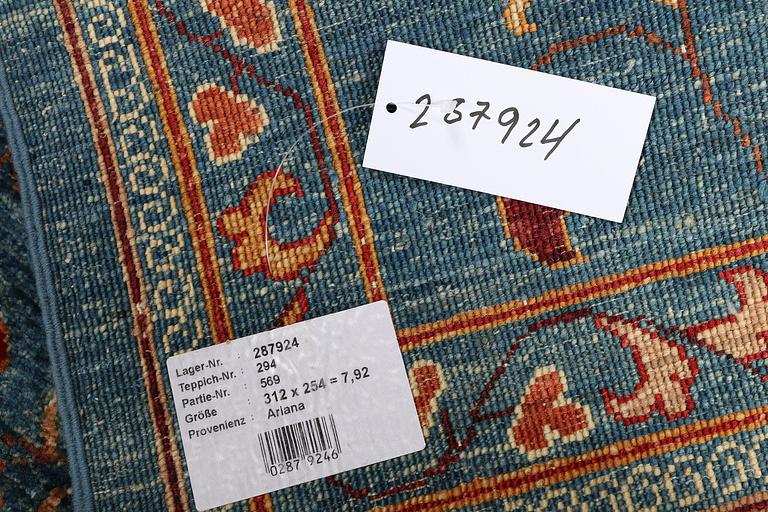 287924
Lager-Nr. : 287924
Teppich-Nr. : 294
Partie-Nr. : 569
Größe : 312 x 254 = 7,92
Provenienz : Ariana
0287 9246